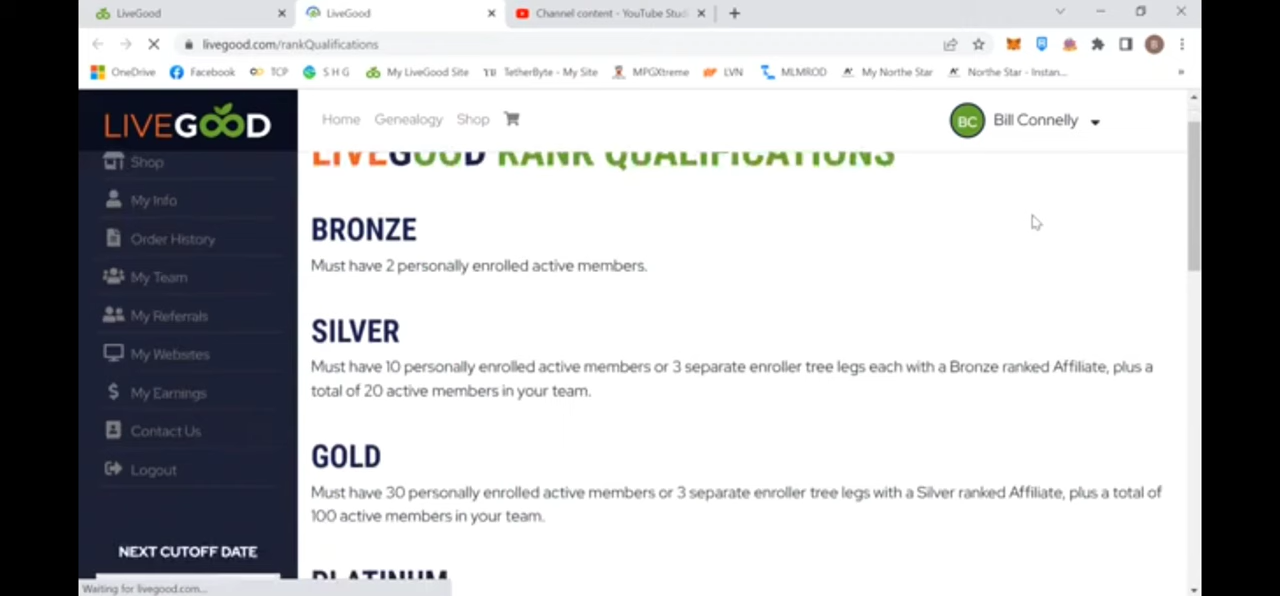 LiveGood
LiveGood
Channel content - YouTube Stud
livegood.com/rankQualifications
B
OneDrive
Facebook
TCP
S H G
My LiveGood Site
TetherByte - My Site
MPGXtreme
LVN
MLMROD
My Northe Star
Northe Star - Instan...
»
LIVEGOOD
Home
Genealogy
Shop
BC
Bill Connelly
Shop
My Info
Order History
My Team
My Referrals
My Websites
My Earnings
Contact Us
Logout
NEXT CUTOFF DATE
LIVEGOOD RANK QUALIFICATIONS
BRONZE
Must have 2 personally enrolled active members.
SILVER
Must have 10 personally enrolled active members or 3 separate enroller tree legs each with a Bronze ranked Affiliate, plus a
total of 20 active members in your team.
GOLD
Must have 30 personally enrolled active members or 3 separate enroller tree legs with a Silver ranked Affiliate, plus a total of
100 active members in your team.
PLATINUM
Waiting for livegood.com...